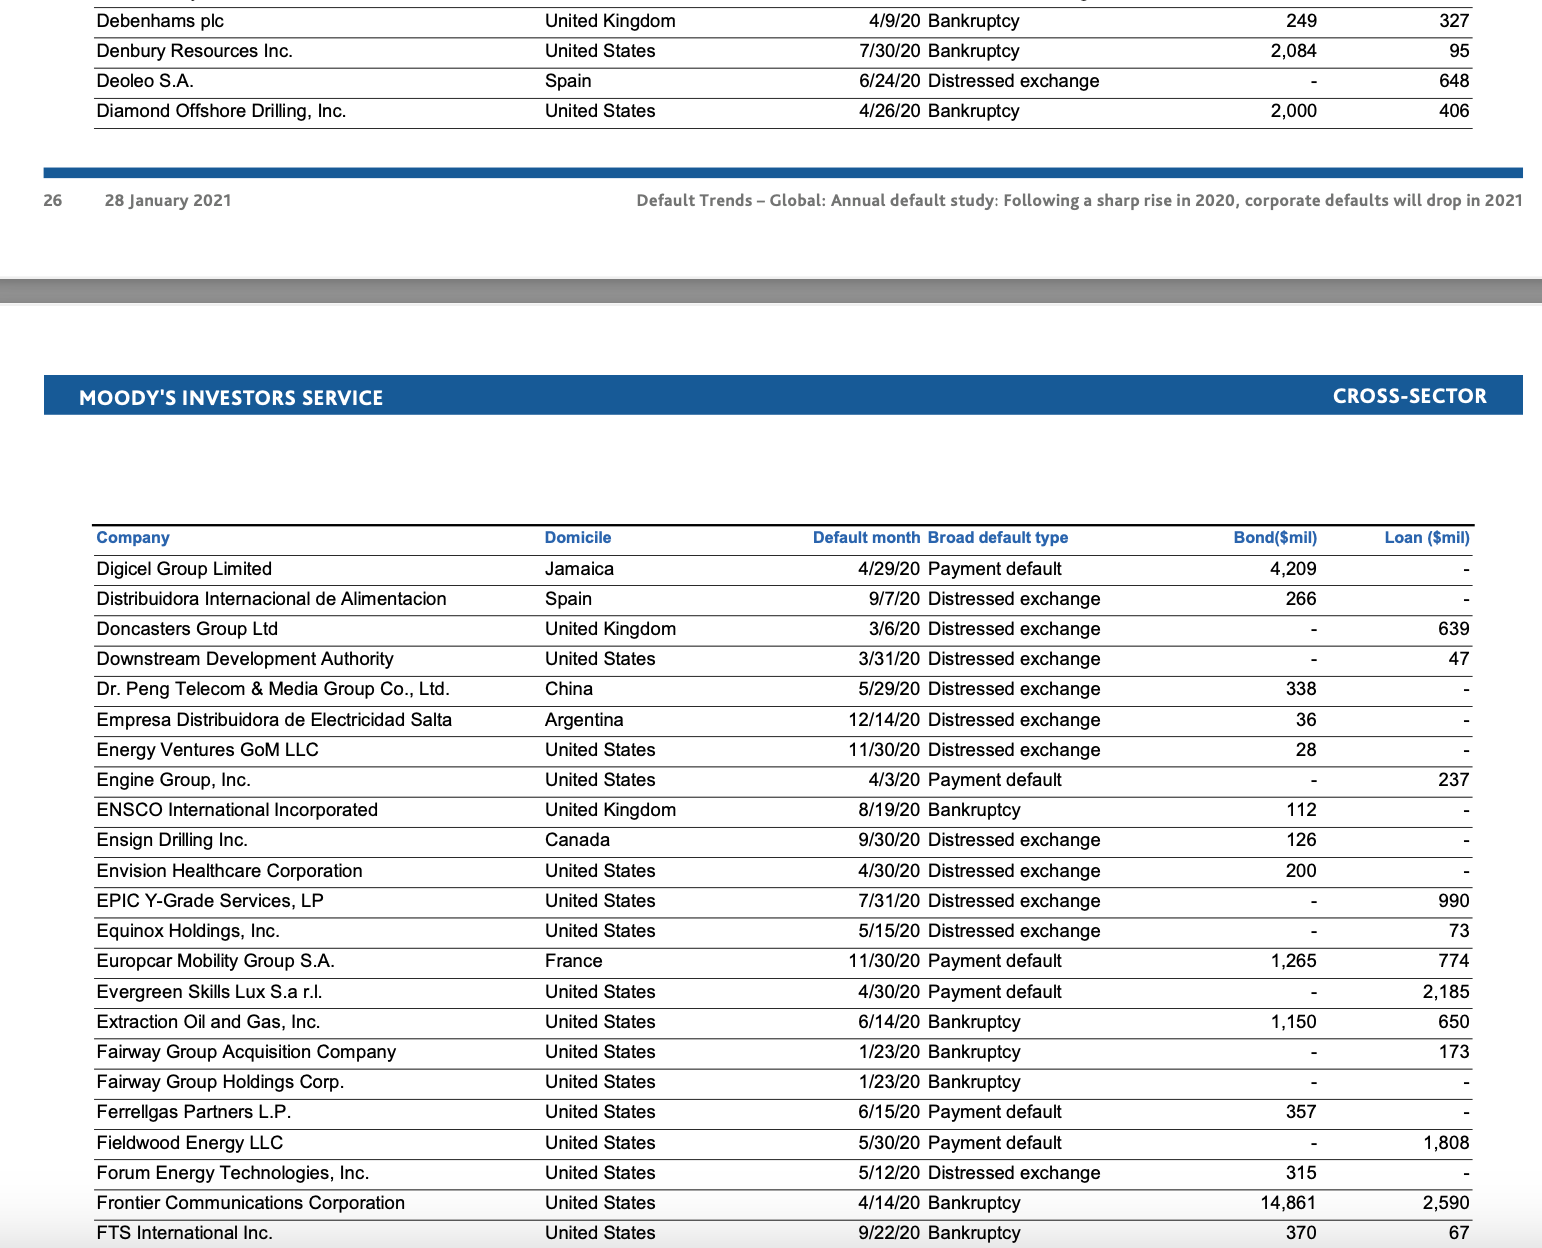 Debenhams plc United Kingdom 4/9/20 Bankruptcy 249 327
Denbury Resources Inc. United States 7/30/20 Bankruptcy 2,084 95
Deoleo S.A. Spain 6/24/20 Distressed exchange - 648
Diamond Offshore Drilling, Inc. United States 4/26/20 Bankruptcy 2,000 406
26 28 January 2021 Default Trends – Global: Annual default study: Following a sharp rise in 2020, corporate defaults will drop in 2021
MOODY'S INVESTORS SERVICE CROSS-SECTOR
Company Domicile Default month Broad default type Bond($mil) Loan ($mil)
Digicel Group Limited Jamaica 4/29/20 Payment default 4,209 -
Distribuidora Internacional de Alimentacion Spain 9/7/20 Distressed exchange 266 -
Doncasters Group Ltd United Kingdom 3/6/20 Distressed exchange - 639
Downstream Development Authority United States 3/31/20 Distressed exchange - 47
Dr. Peng Telecom & Media Group Co., Ltd. China 5/29/20 Distressed exchange 338 -
Empresa Distribuidora de Electricidad Salta Argentina 12/14/20 Distressed exchange 36 -
Energy Ventures GoM LLC United States 11/30/20 Distressed exchange 28 -
Engine Group, Inc. United States 4/3/20 Payment default - 237
ENSCO International Incorporated United Kingdom 8/19/20 Bankruptcy 112 -
Ensign Drilling Inc. Canada 9/30/20 Distressed exchange 126 -
Envision Healthcare Corporation United States 4/30/20 Distressed exchange 200 -
EPIC Y-Grade Services, LP United States 7/31/20 Distressed exchange - 990
Equinox Holdings, Inc. United States 5/15/20 Distressed exchange - 73
Europcar Mobility Group S.A. France 11/30/20 Payment default 1,265 774
Evergreen Skills Lux S.a r.l. United States 4/30/20 Payment default - 2,185
Extraction Oil and Gas, Inc. United States 6/14/20 Bankruptcy 1,150 650
Fairway Group Acquisition Company United States 1/23/20 Bankruptcy - 173
Fairway Group Holdings Corp. United States 1/23/20 Bankruptcy - -
Ferrellgas Partners L.P. United States 6/15/20 Payment default 357 -
Fieldwood Energy LLC United States 5/30/20 Payment default - 1,808
Forum Energy Technologies, Inc. United States 5/12/20 Distressed exchange 315 -
Frontier Communications Corporation United States 4/14/20 Bankruptcy 14,861 2,590
FTS International Inc. United States 9/22/20 Bankruptcy 370 67